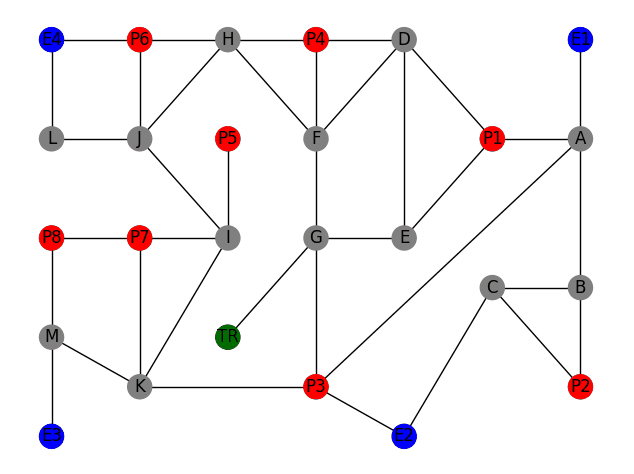 E4 P6 H P4 D E1
L J P5 F P1 A
P8 P7 I G E
C B
M TR
K P3 P2
E3 E2